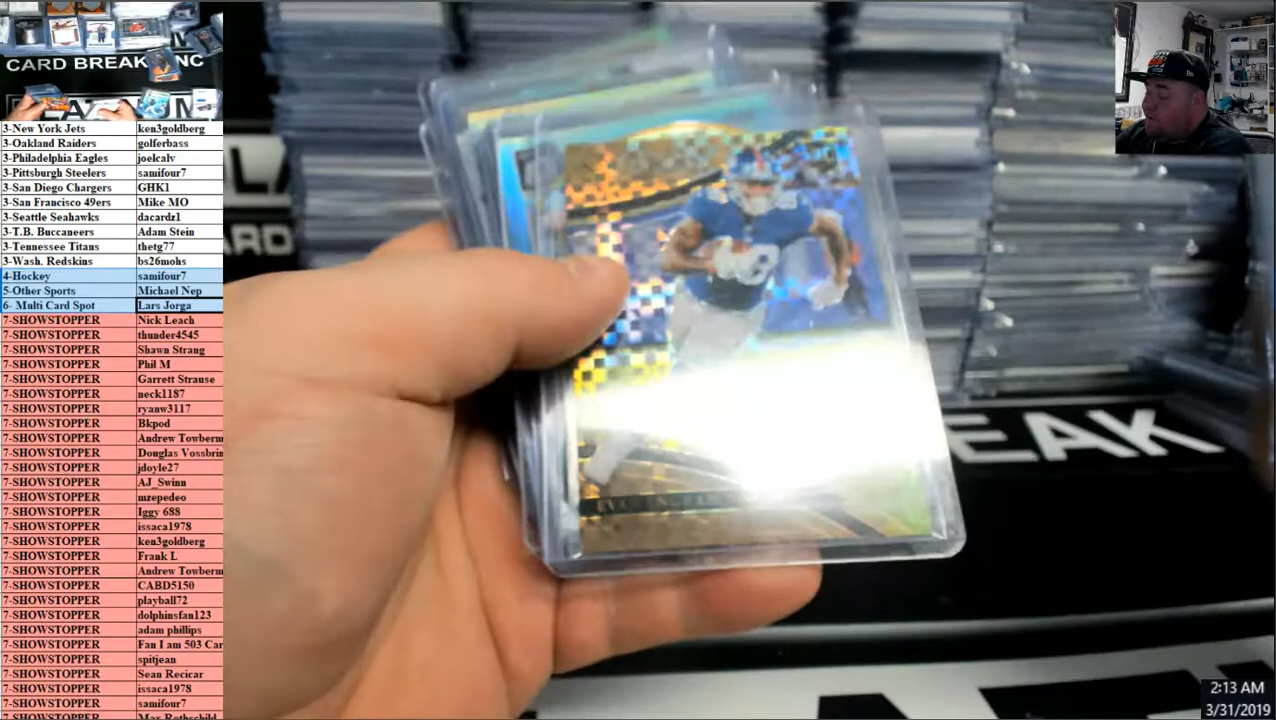 CARD BREAK INC
3-New York Jets ken3goldberg
3-Oakland Raiders golferbass
3-Philadelphia Eagles joelcalv
3-Pittsburgh Steelers samifour7
3-San Diego Chargers GHK1
3-San Francisco 49ers Mike MO
3-Seattle Seahawks dacardz1
3-T.B. Buccaneers Adam Stein
3-Tennessee Titans thetg77
3-Wash. Redskins bs26mohs
4-Hockey samifour7
5-Other Sports Michael Nep
6- Multi Card Spot Lars Jorga
7-SHOWSTOPPER Nick Leach
7-SHOWSTOPPER thunder4545
7-SHOWSTOPPER Shawn Strang
7-SHOWSTOPPER Phil M
7-SHOWSTOPPER Garrett Strause
7-SHOWSTOPPER neck1187
7-SHOWSTOPPER ryanw3117
7-SHOWSTOPPER Bkpod
7-SHOWSTOPPER Andrew Towberm
7-SHOWSTOPPER Douglas Vossbrin
7-SHOWSTOPPER jdoyle27
7-SHOWSTOPPER AJ_Swinn
7-SHOWSTOPPER mzepedeo
7-SHOWSTOPPER Iggy 688
7-SHOWSTOPPER issaca1978
7-SHOWSTOPPER ken3goldberg
7-SHOWSTOPPER Frank L
7-SHOWSTOPPER Andrew Towberm
7-SHOWSTOPPER CABD5150
7-SHOWSTOPPER playball72
7-SHOWSTOPPER dolphinsfan123
7-SHOWSTOPPER adam phillips
7-SHOWSTOPPER Fan I am 503 Car
7-SHOWSTOPPER spitjean
7-SHOWSTOPPER Sean Recicar
7-SHOWSTOPPER issaca1978
7-SHOWSTOPPER samifour7
7-SHOWSTOPPER Max Rothschild
ARD
EAK
2:13 AM
3/31/2019